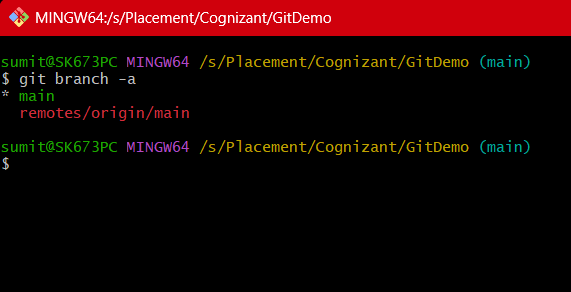 MINGW64:/s/Placement/Cognizant/GitDemo
sumit@SK673PC MINGW64 /s/Placement/Cognizant/GitDemo (main)
$ git branch -a
* main
  remotes/origin/main
sumit@SK673PC MINGW64 /s/Placement/Cognizant/GitDemo (main)
$